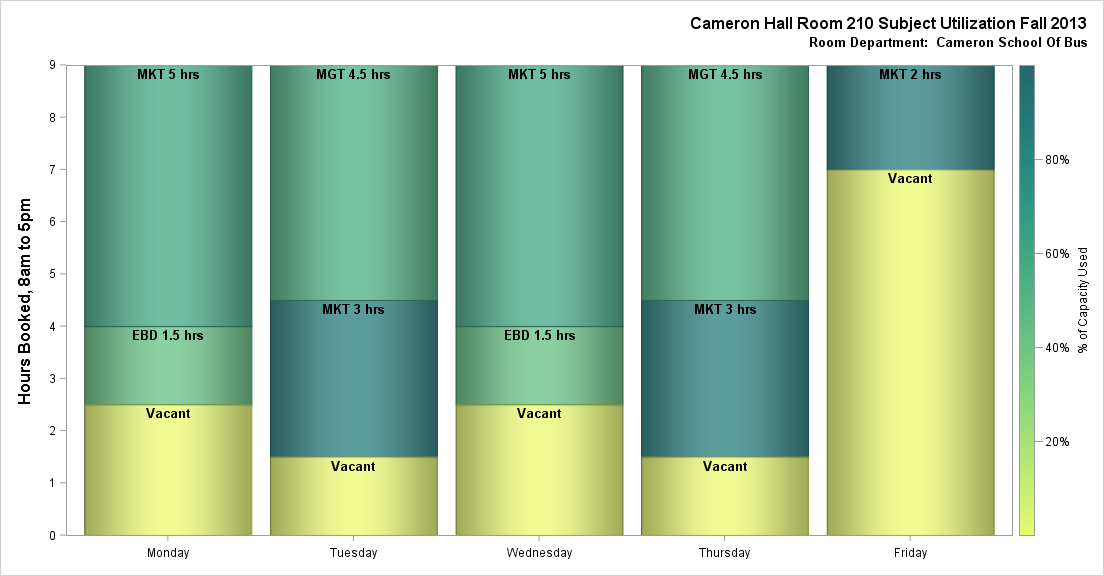 Cameron Hall Room 210 Subject Utilization Fall 2013
Room Department: Cameron School Of Bus
Hours Booked, 8am to 5pm
9
8
7
6
5
4
3
2
1
0
MKT 5 hrs
EBD 1.5 hrs
Vacant
MGT 4.5 hrs
MKT 3 hrs
Vacant
MKT 5 hrs
EBD 1.5 hrs
Vacant
MGT 4.5 hrs
MKT 3 hrs
Vacant
MKT 2 hrs
Vacant
Monday
Tuesday
Wednesday
Thursday
Friday
80%
60%
40%
20%
% of Capacity Used